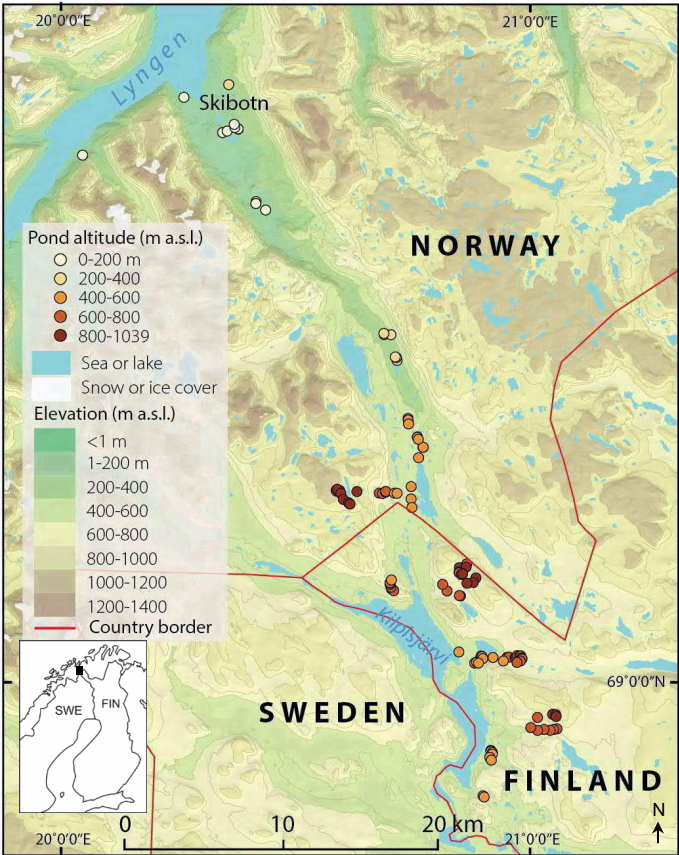 20°0'0"E
21°0'0"E
Lyngen
Skibotn
NORWAY
Pond altitude (m a.s.l.)
0-200 m
200-400
400-600
600-800
800-1039
Sea or lake
Snow or ice cover
Elevation (m a.s.l.)
<1 m
1-200 m
200-400
400-600
600-800
800-1000
1000-1200
1200-1400
Country border
Kilpisjärvi
SWE
FIN
69°0'0"N
SWEDEN
FINLAND
N
0
10
20 km
20°0'0"E
21°0'0"E